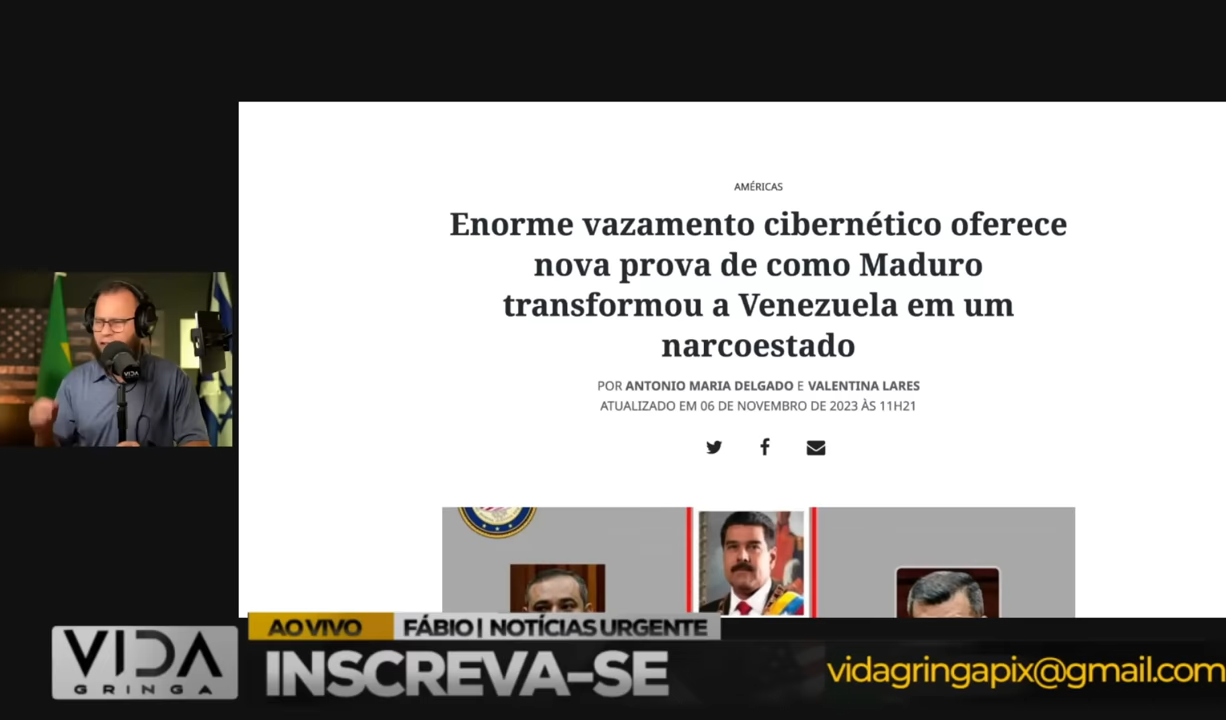 AMÉRICAS
Enorme vazamento cibernético oferece
nova prova de como Maduro
transformou a Venezuela em um
narcoestado
POR ANTONIO MARIA DELGADO E VALENTINA LARES
ATUALIZADO EM 06 DE NOVEMBRO DE 2023 ÀS 11H21
VIDA
AO VIVO
FÁBIO | NOTÍCIAS URGENTE
VIDA
GRINGA
INSCREVA-SE
vidagringapix@gmail.com